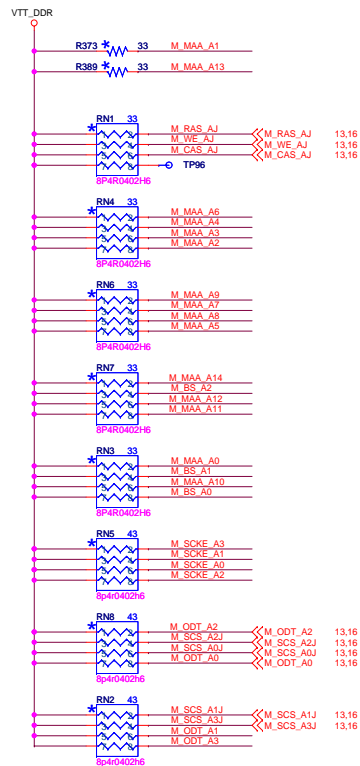 VTT_DDR
R373 * 33 M_MAA_A1
R389 * 33 M_MAA_A13
RN1 33
* M_RAS_AJ M_RAS_AJ 13,16
M_WE_AJ M_WE_AJ 13,16
M_CAS_AJ M_CAS_AJ 13,16
TP96
8P4R0402H6
RN4 33
* M_MAA_A6
M_MAA_A4
M_MAA_A3
M_MAA_A2
8P4R0402H6
RN6 33
* M_MAA_A9
M_MAA_A7
M_MAA_A8
M_MAA_A5
8P4R0402H6
RN7 33
* M_MAA_A14
M_BS_A2
M_MAA_A12
M_MAA_A11
8P4R0402H6
RN3 33
* M_MAA_A0
M_BS_A1
M_MAA_A10
M_BS_A0
8P4R0402H6
RN5 43
* M_SCKE_A3
M_SCKE_A1
M_SCKE_A0
M_SCKE_A2
8p4r0402h6
RN8 43
* M_ODT_A2 M_ODT_A2 13,16
M_SCS_A2J M_SCS_A2J 13,16
M_SCS_A0J M_SCS_A0J 13,16
M_ODT_A0 M_ODT_A0 13,16
8p4r0402h6
RN2 43
* M_SCS_A1J M_SCS_A1J 13,16
M_SCS_A3J M_SCS_A3J 13,16
M_ODT_A1
M_ODT_A3
8p4r0402h6